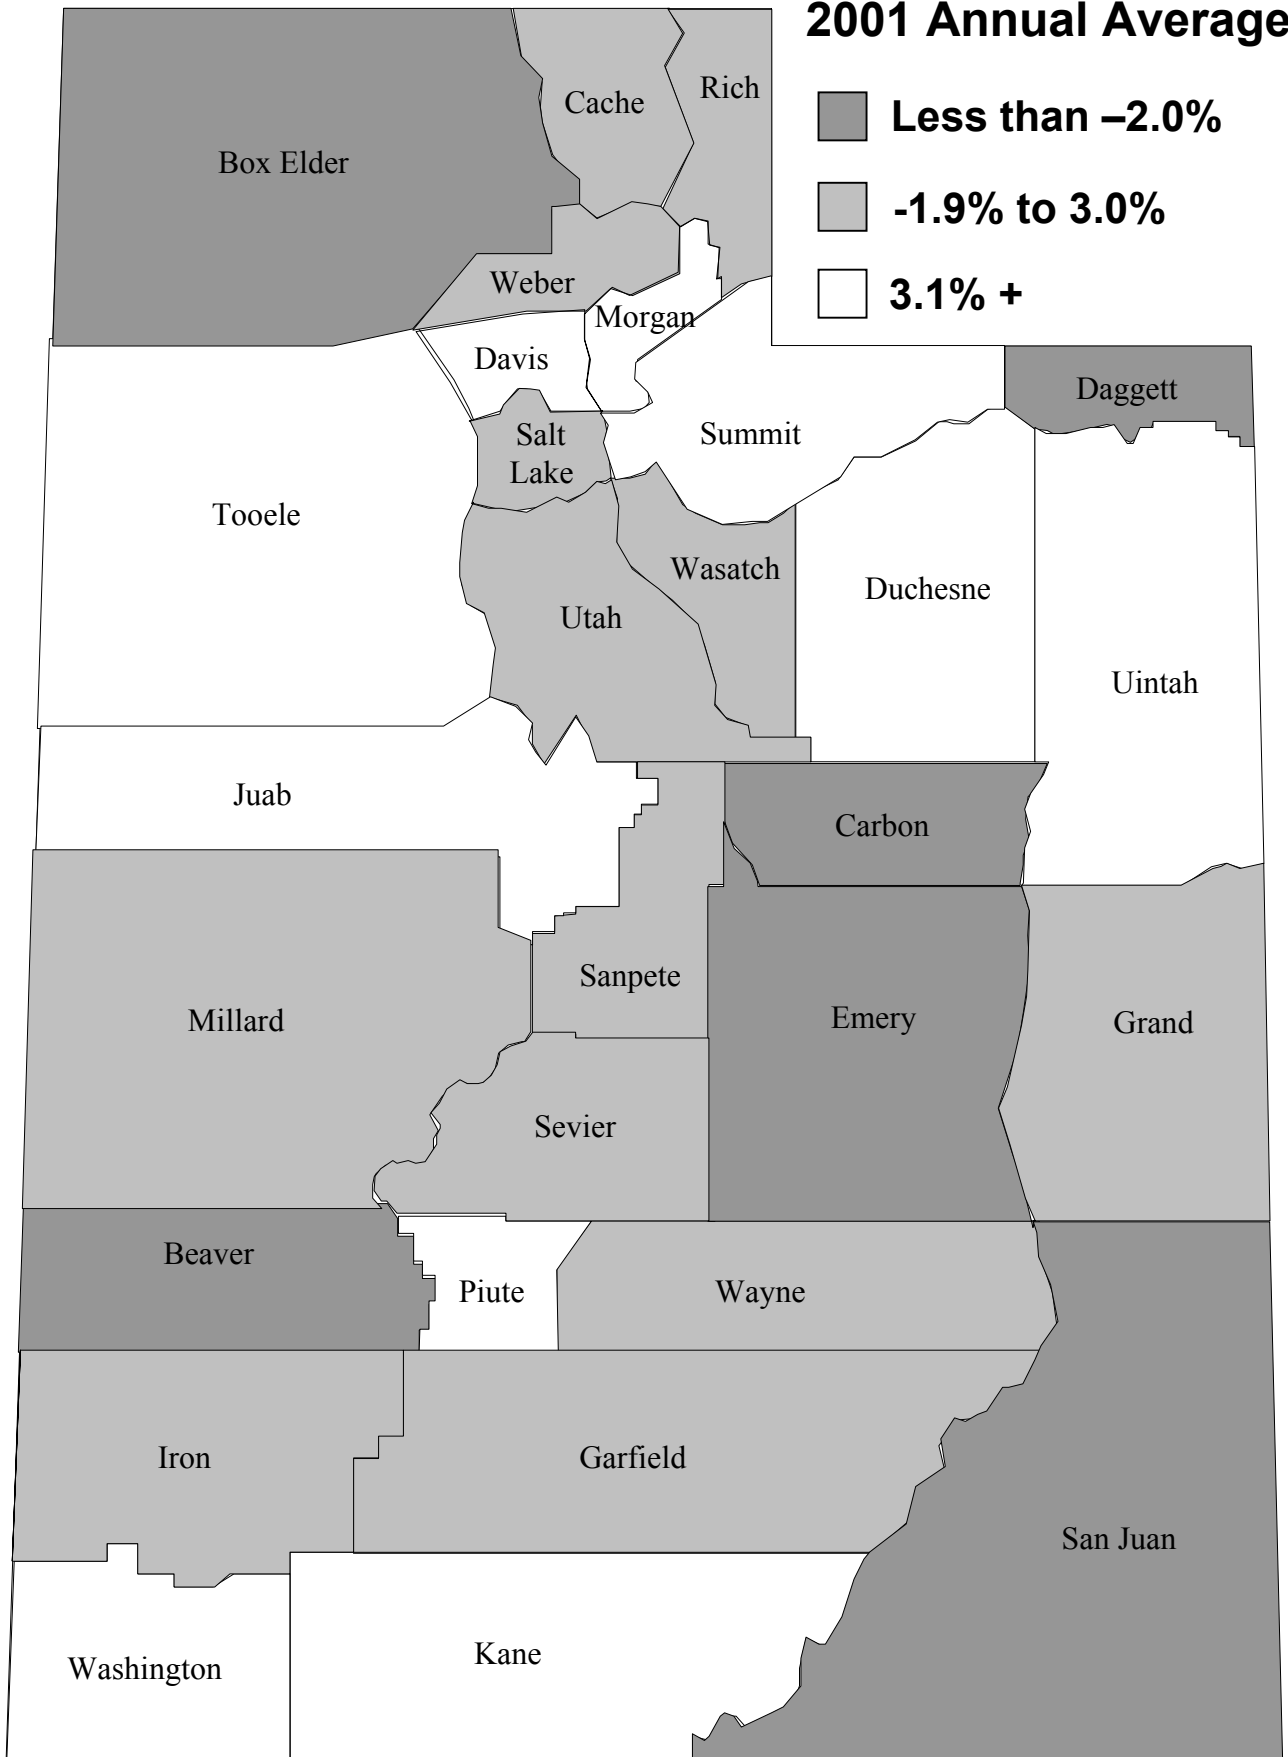 2001 Annual Average
Less than –2.0%
-1.9% to 3.0%
3.1% +
Rich
Cache
Box Elder
Weber
Morgan
Davis
Daggett
Salt
Lake
Summit
Tooele
Wasatch
Duchesne
Utah
Uintah
Juab
Carbon
Sanpete
Millard
Emery
Grand
Sevier
Beaver
Piute
Wayne
Iron
Garfield
San Juan
Washington
Kane